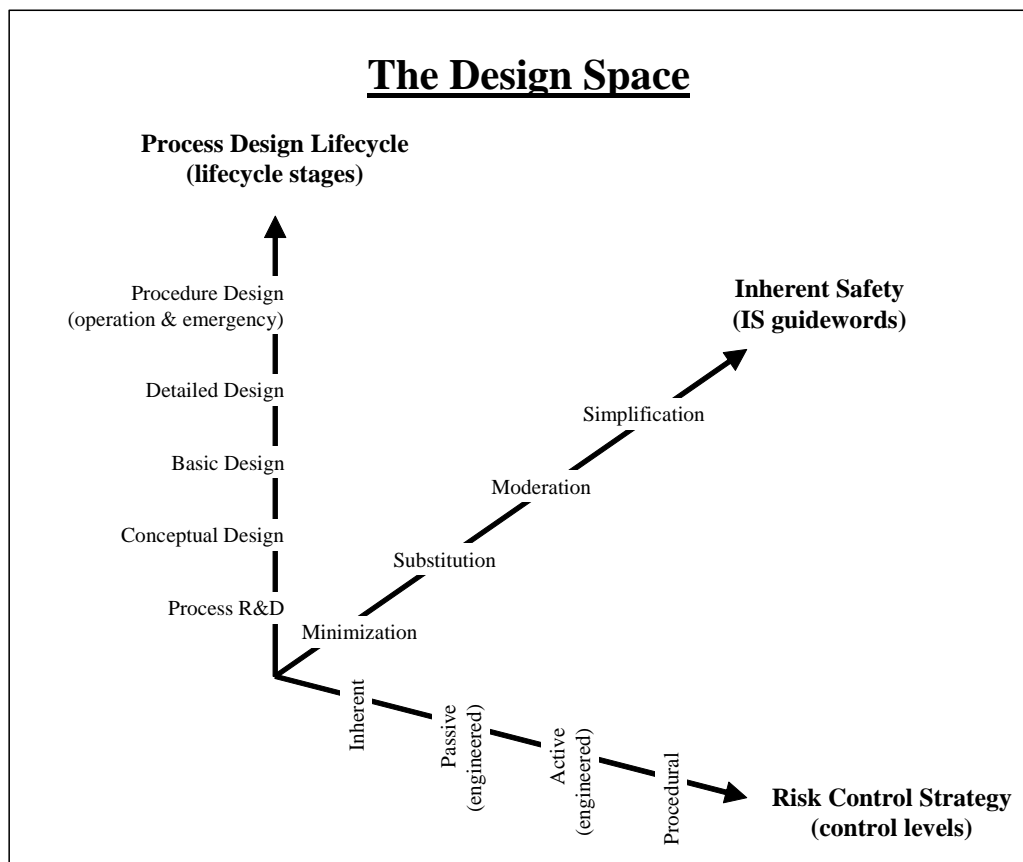 The Design Space
Process Design Lifecycle
(lifecycle stages)
Procedure Design
(operation & emergency)
Detailed Design
Basic Design
Conceptual Design
Process R&D
Inherent Safety
(IS guidewords)
Simplification
Moderation
Substitution
Minimization
Inherent
Passive
(engineered)
Active
(engineered)
Procedural
Risk Control Strategy
(control levels)